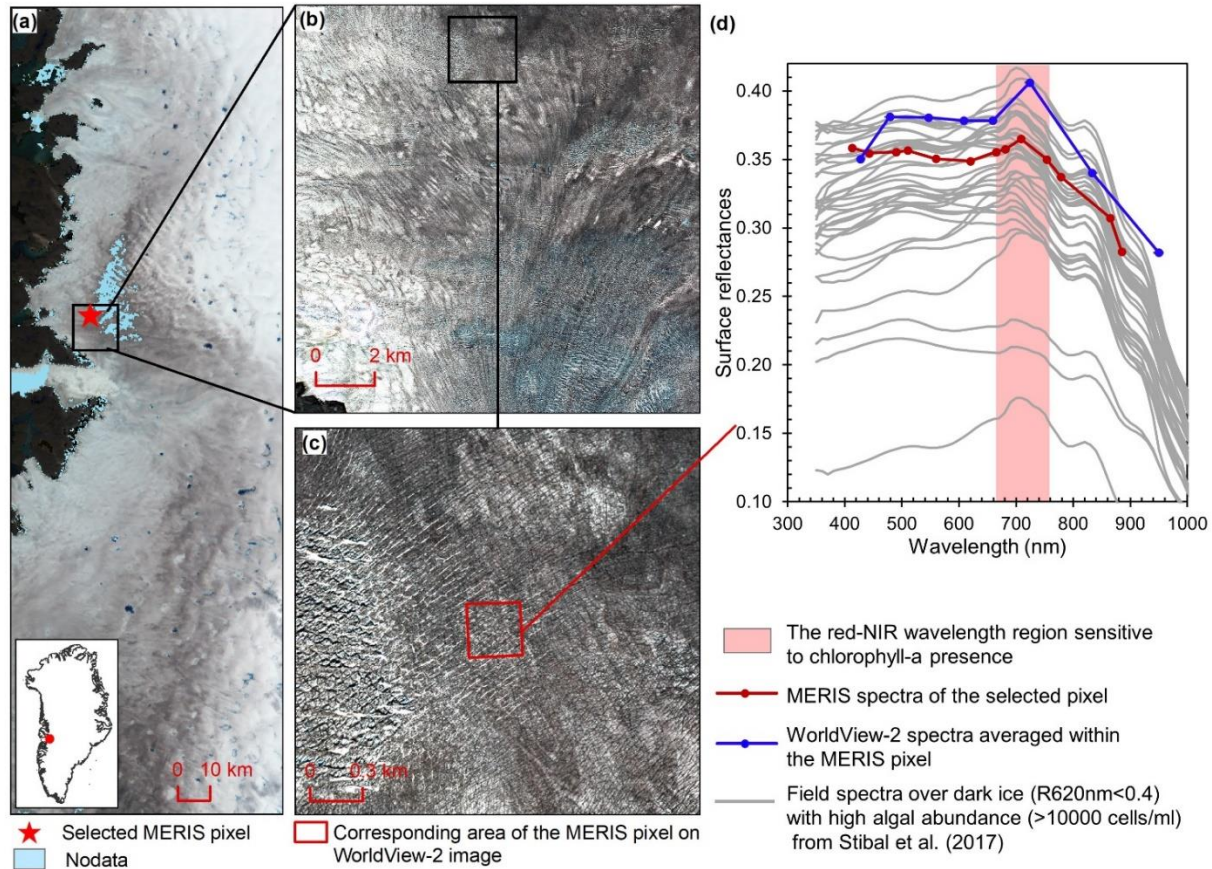 (a)
0 10 km
Selected MERIS pixel
Nodata
(b)
0 2 km
(c)
0 0.3 km
Corresponding area of the MERIS pixel on
WorldView-2 image
(d)
Surface reflectances
0.40
0.35
0.30
0.25
0.20
0.15
0.10
300 400 500 600 700 800 900 1000
Wavelength (nm)
The red-NIR wavelength region sensitive
to chlorophyll-a presence
MERIS spectra of the selected pixel
WorldView-2 spectra averaged within
the MERIS pixel
Field spectra over dark ice (R620nm<0.4)
with high algal abundance (>10000 cells/ml)
from Stibal et al. (2017)